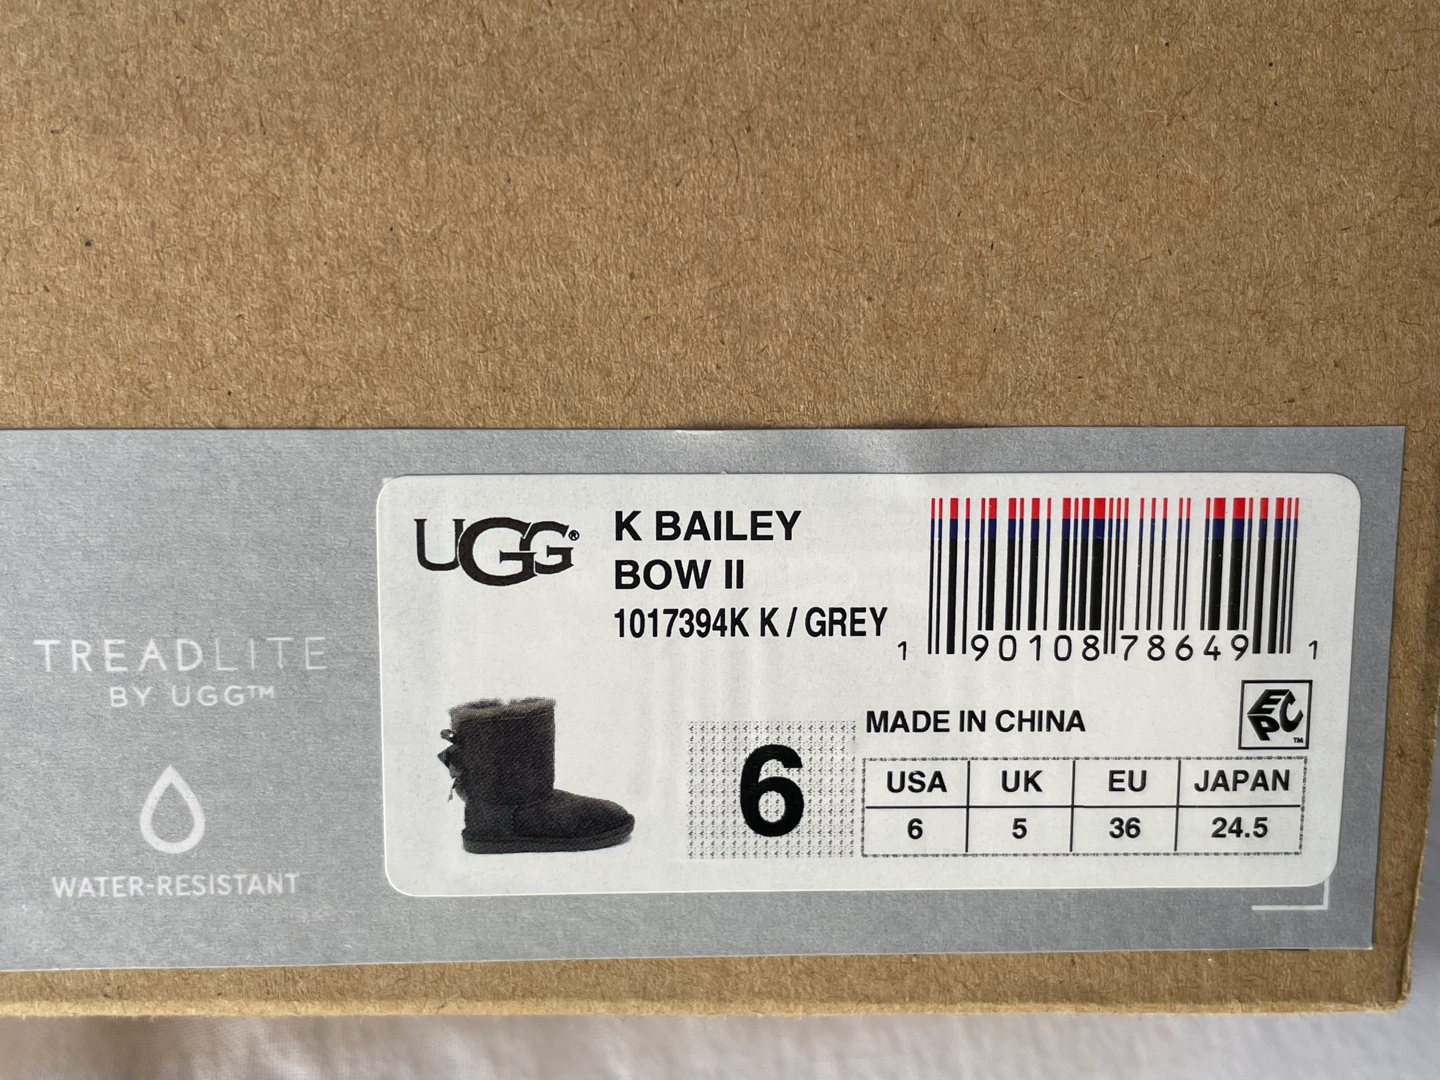 UGG®
K BAILEY
BOW II
1017394K K / GREY
1 90108 78649 1
TREADLITE
BY UGG™
WATER-RESISTANT
6
MADE IN CHINA
EPC™
USA UK EU JAPAN
6 5 36 24.5